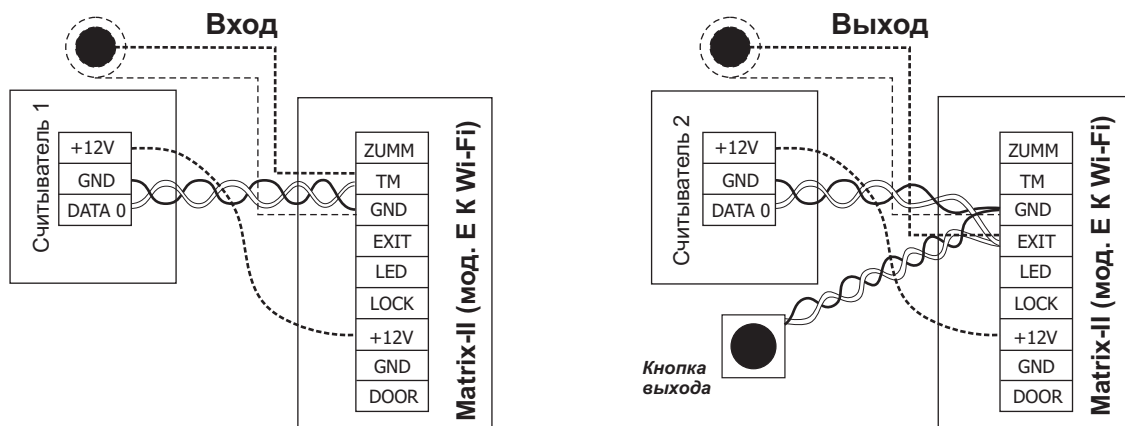 Вход
Считыватель 1
+12V
GND
DATA 0
ZUMM
TM
GND
EXIT
LED
LOCK
+12V
GND
DOOR
Matrix-II (мод. E K Wi-Fi)
Выход
Считыватель 2
+12V
GND
DATA 0
Кнопка
выхода
ZUMM
TM
GND
EXIT
LED
LOCK
+12V
GND
DOOR
Matrix-II (мод. E K Wi-Fi)